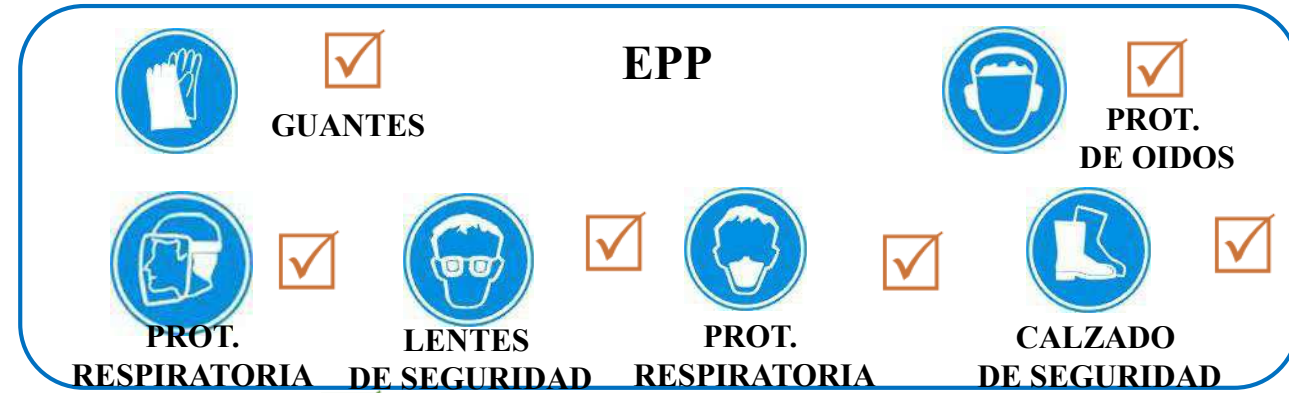 EPP
GUANTES
PROT.
DE OIDOS
PROT.
RESPIRATORIA
LENTES
DE SEGURIDAD
PROT.
RESPIRATORIA
CALZADO
DE SEGURIDAD